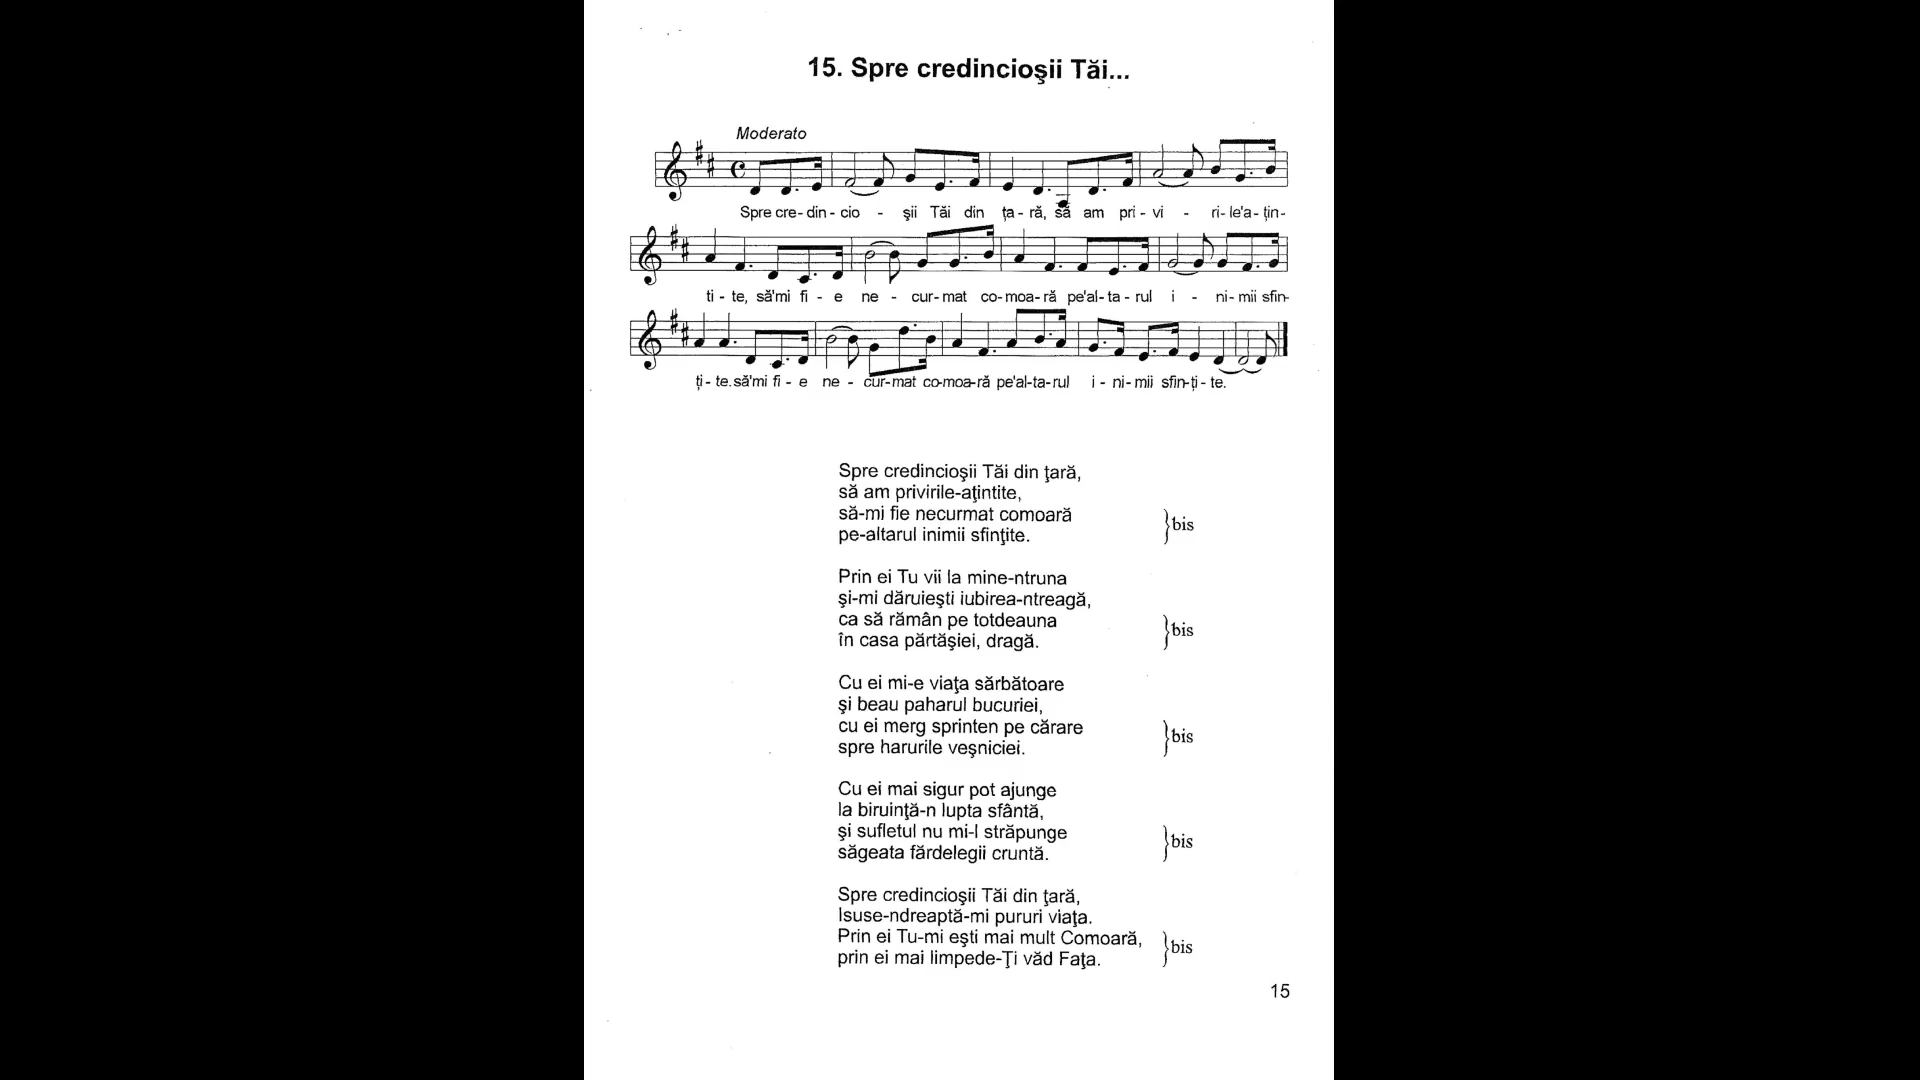 15. Spre credincioşii Tăi...
Moderato
Spre cre-din-cio - şii Tăi din ţa-ră, să am pri-vi - ri-le'a-ţin-
ti-te, să'mi fi-e ne - cur-mat co-moa-ră pe'al-ta-rul i - ni-mii sfin-
ţi-te.să'mi fi-e ne - cur-mat co-moa-ră pe'al-ta-rul i-ni-mii sfin-ţi-te.
Spre credincioşii Tăi din ţară,
să am privirile-aţintite,
să-mi fie necurmat comoară
pe-altarul inimii sfinţite.
bis
Prin ei Tu vii la mine-ntruna
şi-mi dăruieşti iubirea-ntreagă,
ca să rămân pe totdeauna
în casa părtăşiei, dragă.
bis
Cu ei mi-e viaţa sărbătoare
şi beau paharul bucuriei,
cu ei merg sprinten pe cărare
spre harurile veşniciei.
bis
Cu ei mai sigur pot ajunge
la biruinţă-n lupta sfântă,
şi sufletul nu mi-l străpunge
săgeata fărdelegii cruntă.
bis
Spre credincioşii Tăi din ţară,
Isuse-ndreaptă-mi pururi viaţa.
Prin ei Tu-mi eşti mai mult Comoară,
prin ei mai limpede-Ţi văd Faţa.
bis
15